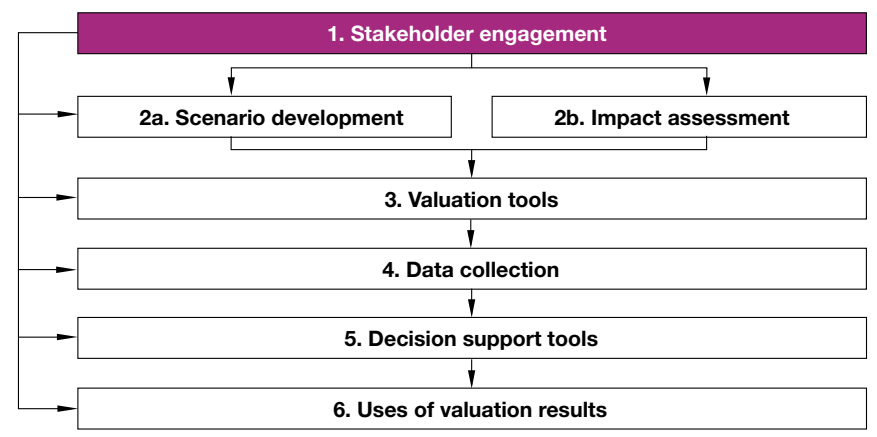 1. Stakeholder engagement
2a. Scenario development
2b. Impact assessment
3. Valuation tools
4. Data collection
5. Decision support tools
6. Uses of valuation results